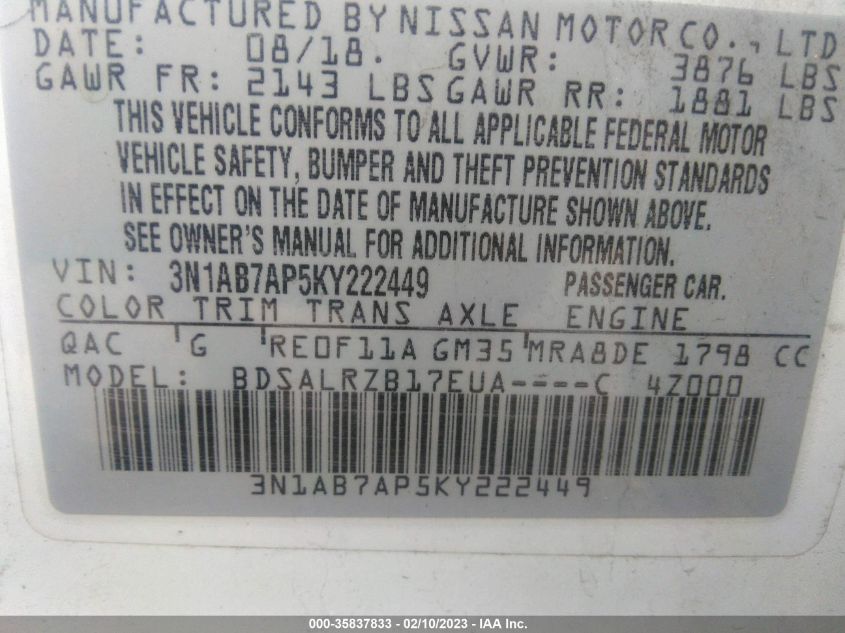 MANUFACTURED BY NISSAN MOTOR CO., LTD
DATE: 08/18. GVWR: 3876 LBS
GAWR FR: 2143 LBS GAWR RR: 1881 LBS
THIS VEHICLE CONFORMS TO ALL APPLICABLE FEDERAL MOTOR
VEHICLE SAFETY, BUMPER AND THEFT PREVENTION STANDARDS
IN EFFECT ON THE DATE OF MANUFACTURE SHOWN ABOVE.
SEE OWNER'S MANUAL FOR ADDITIONAL INFORMATION.
VIN: 3N1AB7AP5KY222449 PASSENGER CAR.
COLOR TRIM TRANS AXLE ENGINE
QAC G RE0F11A GM35 MRA8DE 1798 CC
MODEL: BDSALRZB17EUA----C 4Z000
3N1AB7AP5KY222449
000-35837833 - 02/10/2023 - IAA Inc.